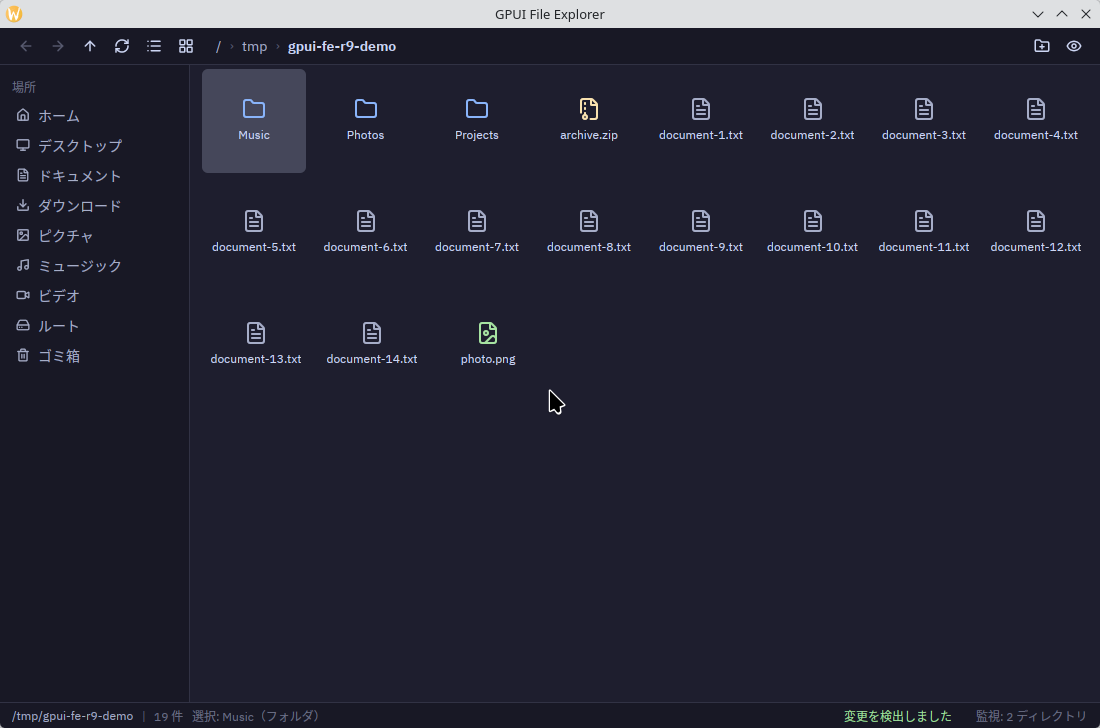 GPUI File Explorer
/ › tmp › gpui-fe-r9-demo
場所
ホーム
デスクトップ
ドキュメント
ダウンロード
ピクチャ
ミュージック
ビデオ
ルート
ゴミ箱
Music Photos Projects archive.zip document-1.txt document-2.txt document-3.txt document-4.txt
document-5.txt document-6.txt document-7.txt document-8.txt document-9.txt document-10.txt document-11.txt document-12.txt
document-13.txt document-14.txt photo.png
/tmp/gpui-fe-r9-demo | 19 件 選択: Music（フォルダ） 変更を検出しました 監視: 2 ディレクトリ